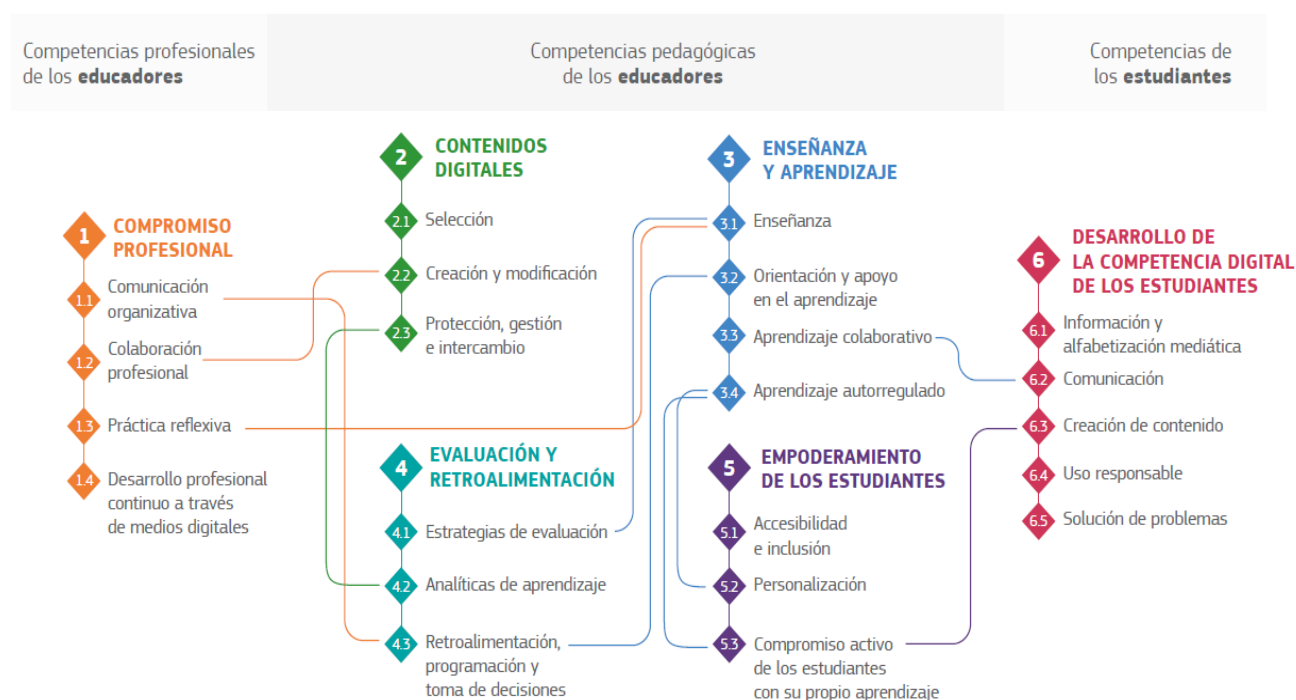 Competencias profesionales
de los educadores
Competencias pedagógicas
de los educadores
Competencias de
los estudiantes
1
COMPROMISO
PROFESIONAL
1.1
Comunicación
organizativa
1.2
Colaboración
profesional
1.3
Práctica reflexiva
1.4
Desarrollo profesional
continuo a través
de medios digitales
2
CONTENIDOS
DIGITALES
2.1
Selección
2.2
Creación y modificación
2.3
Protección, gestión
e intercambio
3
ENSEÑANZA
Y APRENDIZAJE
3.1
Enseñanza
3.2
Orientación y apoyo
en el aprendizaje
3.3
Aprendizaje colaborativo
3.4
Aprendizaje autorregulado
4
EVALUACIÓN Y
RETROALIMENTACIÓN
4.1
Estrategias de evaluación
4.2
Analíticas de aprendizaje
4.3
Retroalimentación,
programación y
toma de decisiones
5
EMPODERAMIENTO
DE LOS ESTUDIANTES
5.1
Accesibilidad
e inclusión
5.2
Personalización
5.3
Compromiso activo
de los estudiantes
con su propio aprendizaje
6
DESARROLLO DE
LA COMPETENCIA DIGITAL
DE LOS ESTUDIANTES
6.1
Información y
alfabetización mediática
6.2
Comunicación
6.3
Creación de contenido
6.4
Uso responsable
6.5
Solución de problemas